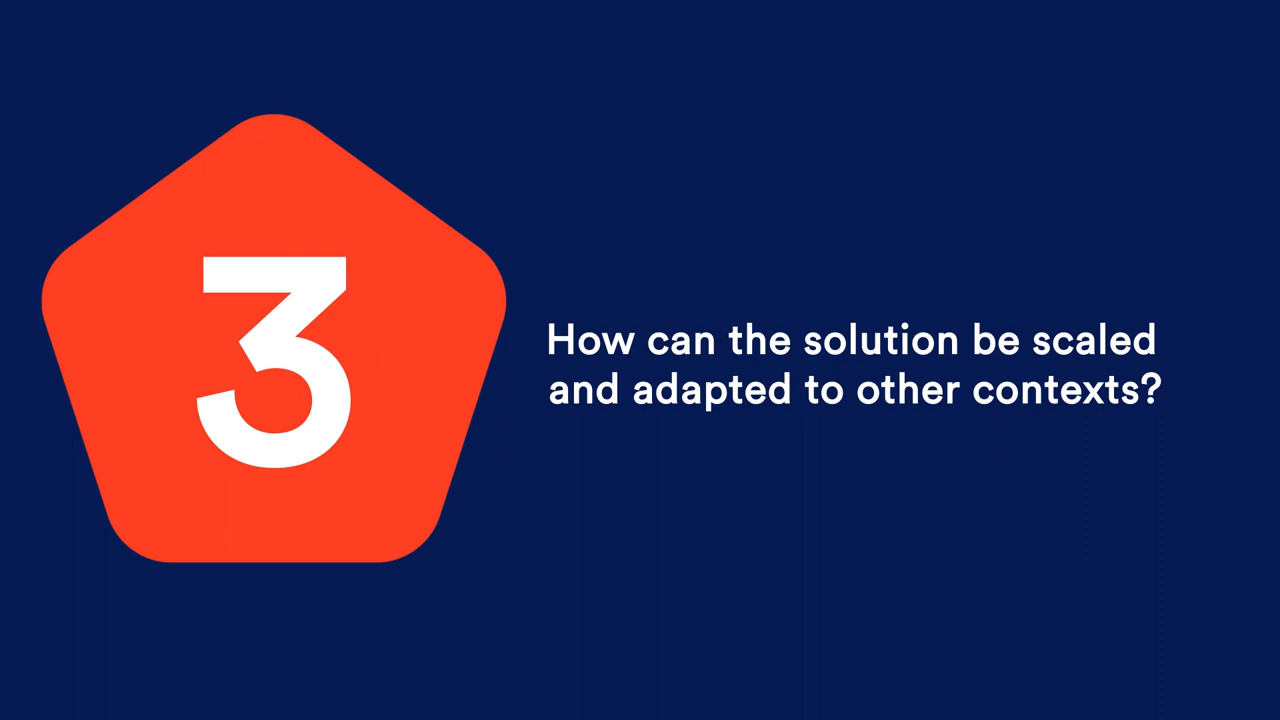 3
How can the solution be scaled
and adapted to other contexts?